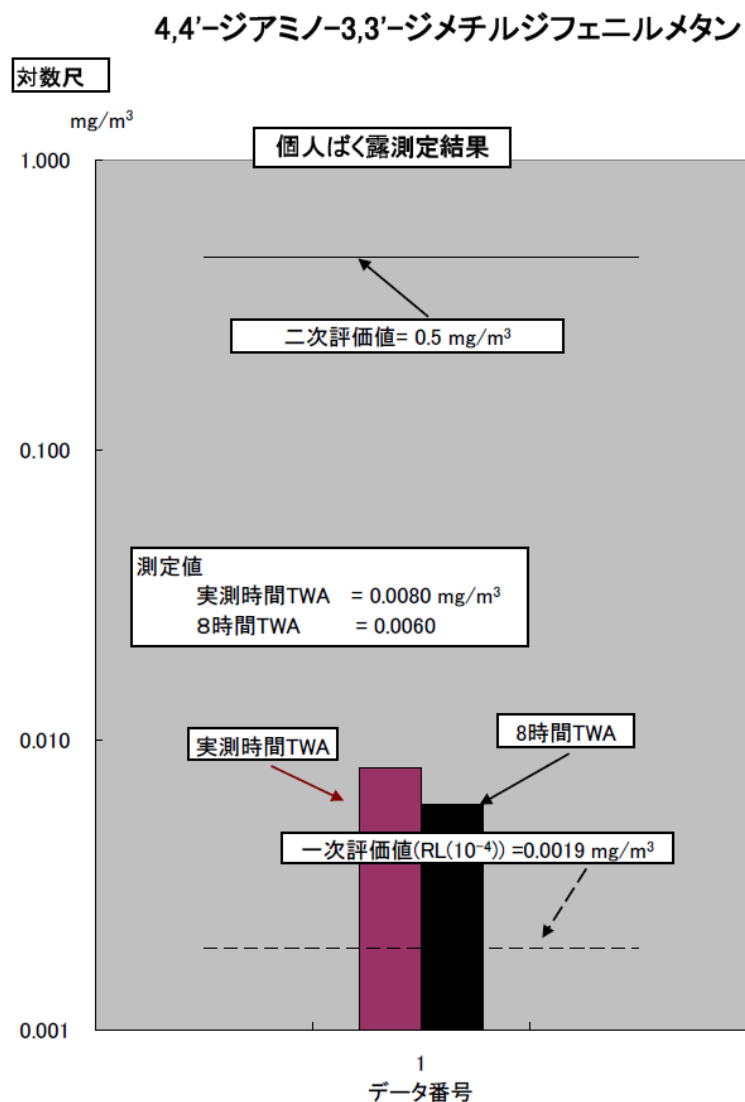 4,4'-ジアミノ-3,3'-ジメチルジフェニルメタン
対数尺
mg/m³
個人ばく露測定結果
1.000
二次評価値= 0.5 mg/m³
0.100
測定値
実測時間TWA = 0.0080 mg/m³
8時間TWA = 0.0060
0.010
実測時間TWA
8時間TWA
一次評価値(RL(10⁻⁴)) =0.0019 mg/m³
0.001
1
データ番号